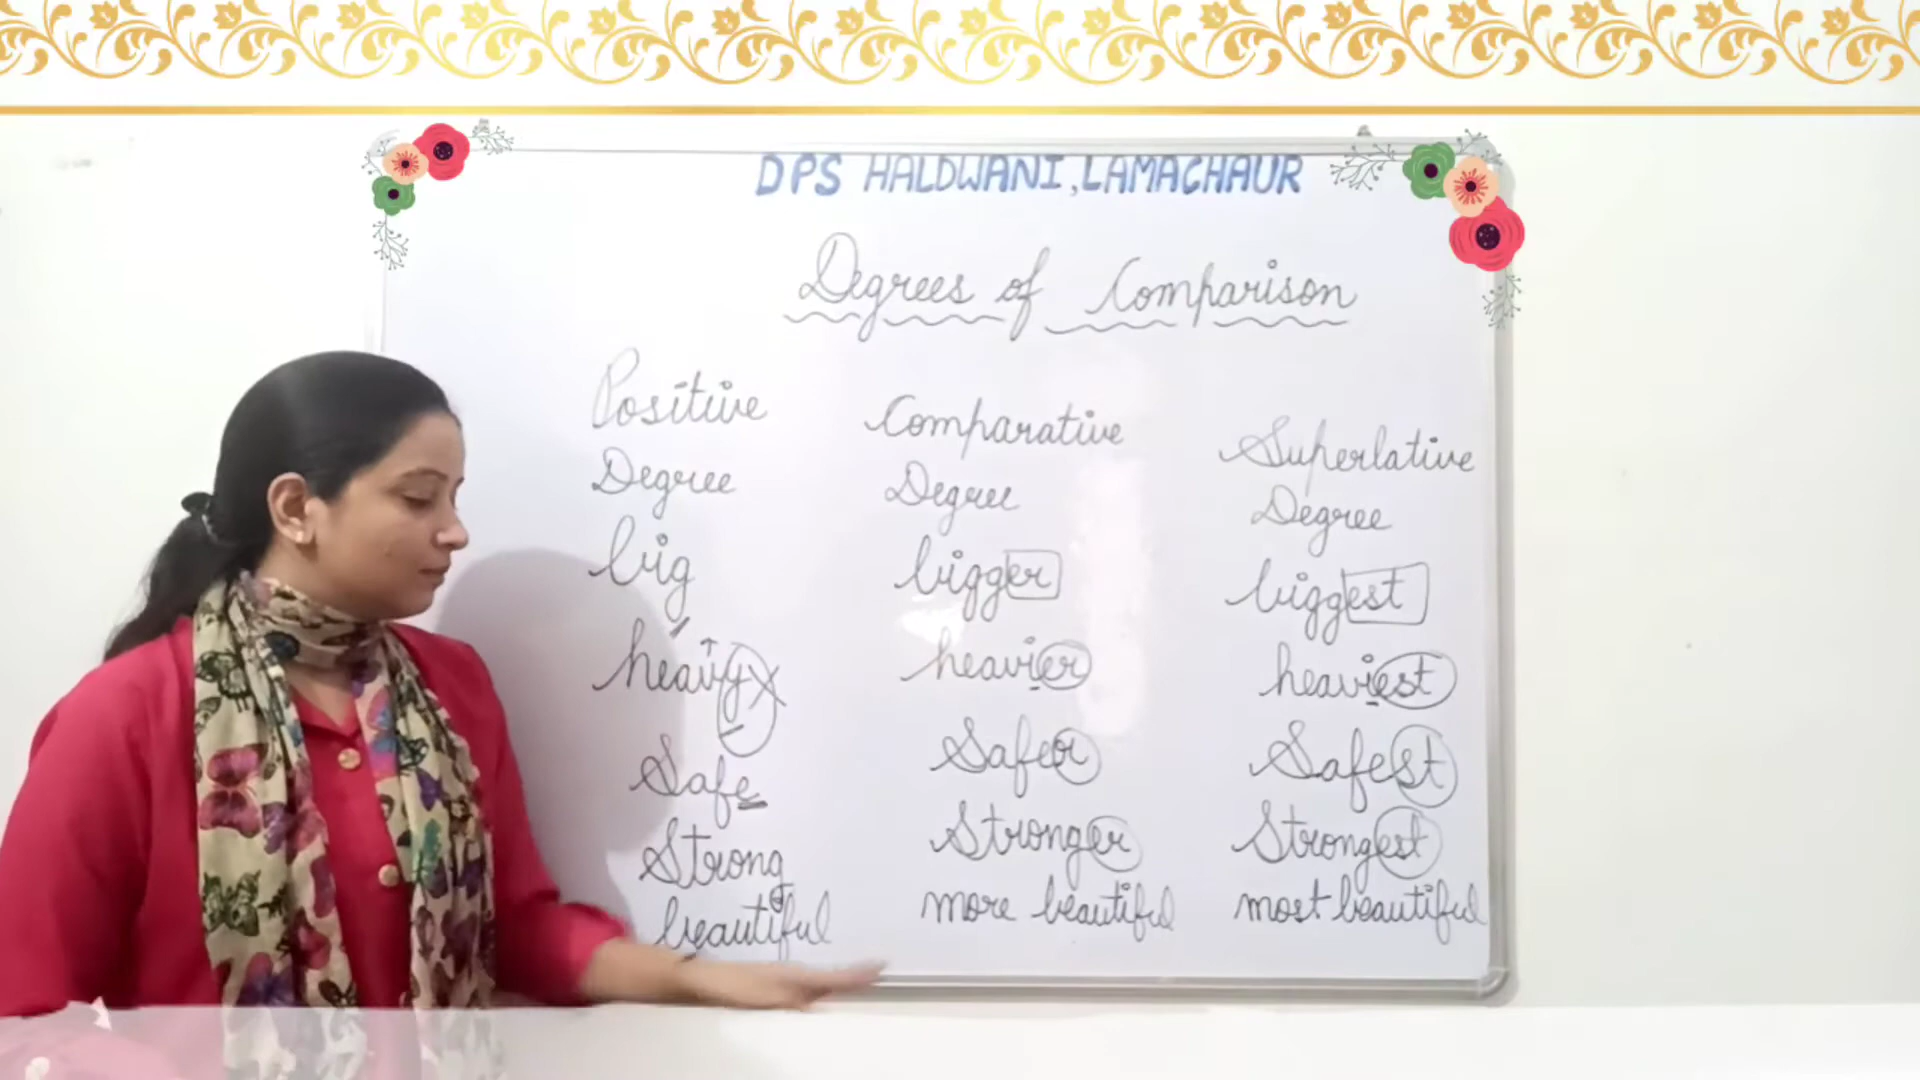 DPS HALDWANI, LAMACHAUR
Degrees of Comparison
Positive Degree
Comparative Degree
Superlative Degree
big bigger biggest
heavy heavier heaviest
Safe Safer Safest
Strong Stronger Strongest
beautiful more beautiful most beautiful